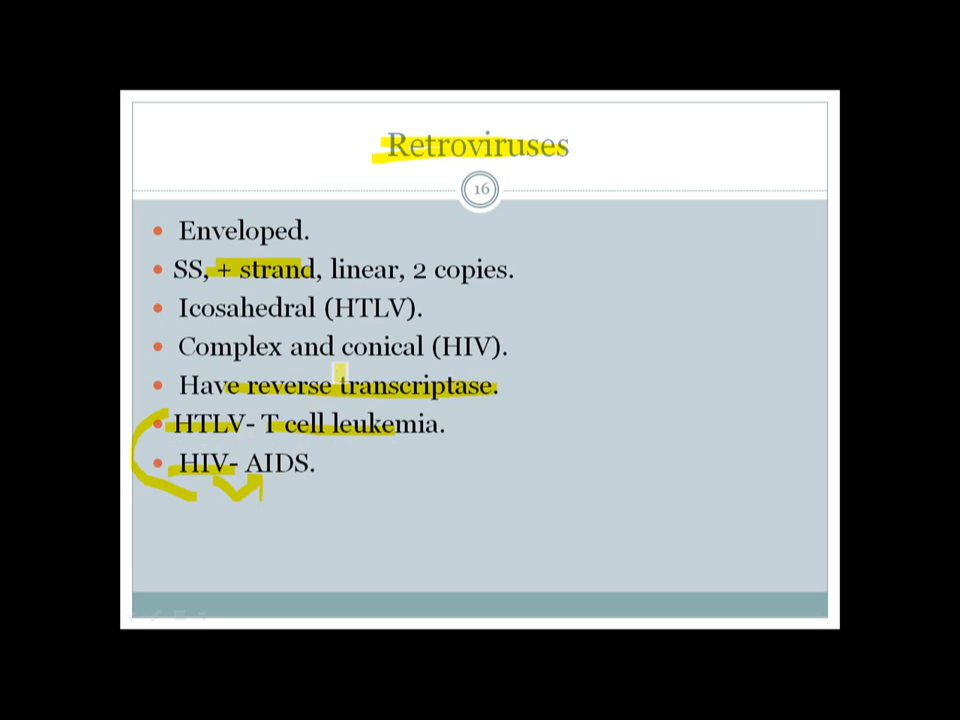 Retroviruses
16
• Enveloped.
• SS, + strand, linear, 2 copies.
• Icosahedral (HTLV).
• Complex and conical (HIV).
• Have reverse transcriptase.
• HTLV- T cell leukemia.
• HIV- AIDS.